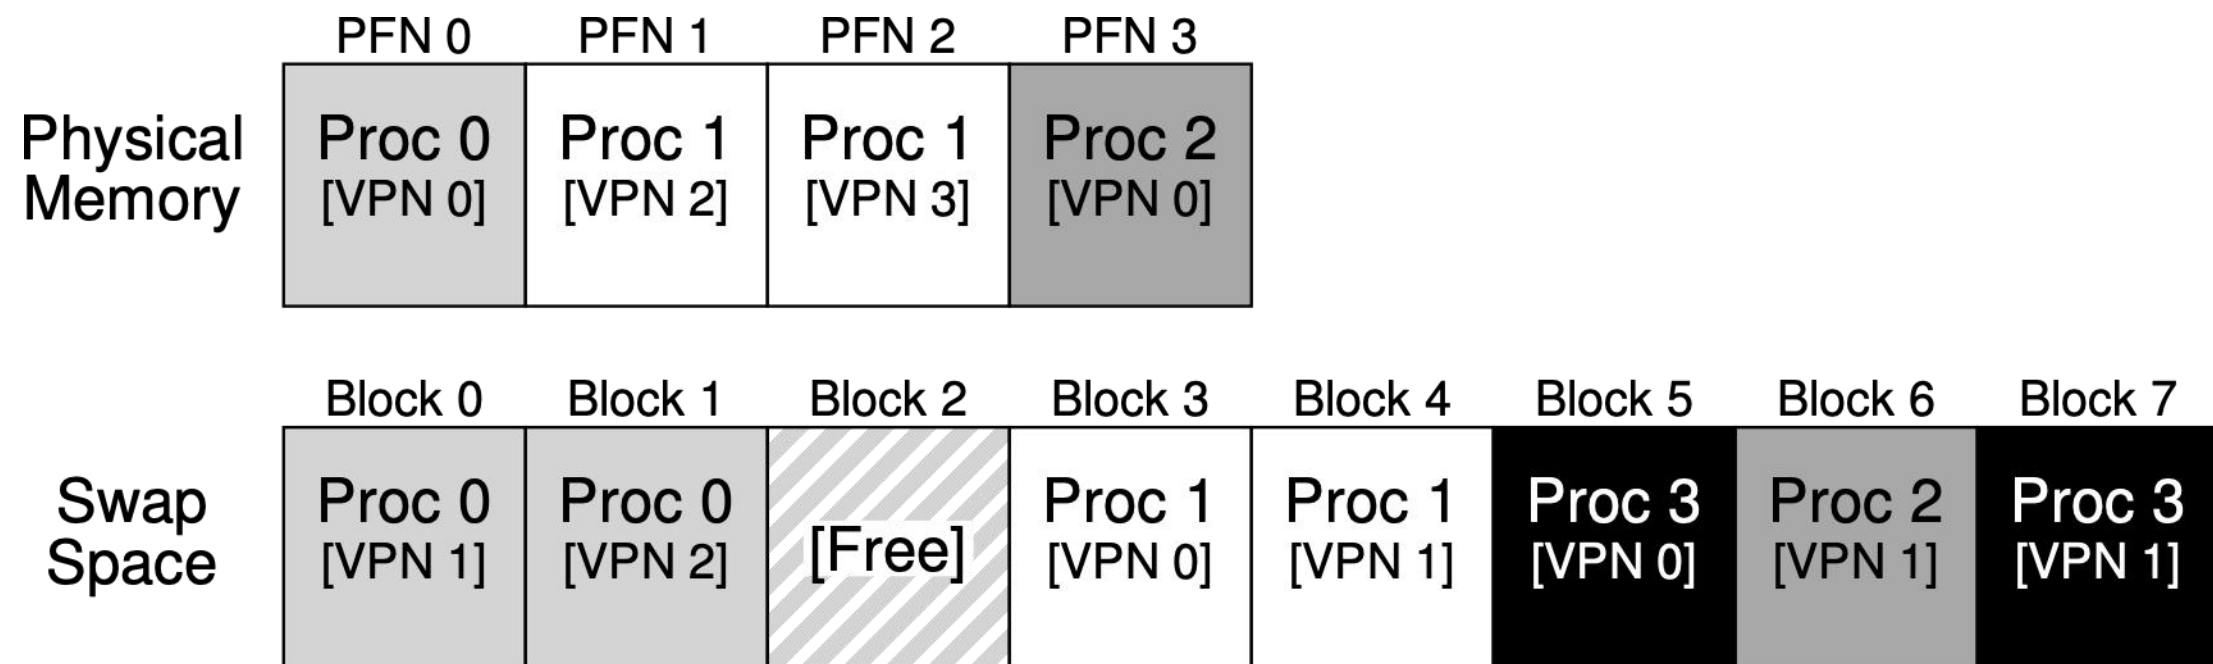 PFN 0 PFN 1 PFN 2 PFN 3
Physical Memory
Proc 0 Proc 1 Proc 1 Proc 2
[VPN 0] [VPN 2] [VPN 3] [VPN 0]
Block 0 Block 1 Block 2 Block 3 Block 4 Block 5 Block 6 Block 7
Swap Space
Proc 0 Proc 0 [Free] Proc 1 Proc 1 Proc 3 Proc 2 Proc 3
[VPN 1] [VPN 2] [VPN 0] [VPN 1] [VPN 0] [VPN 1] [VPN 1]